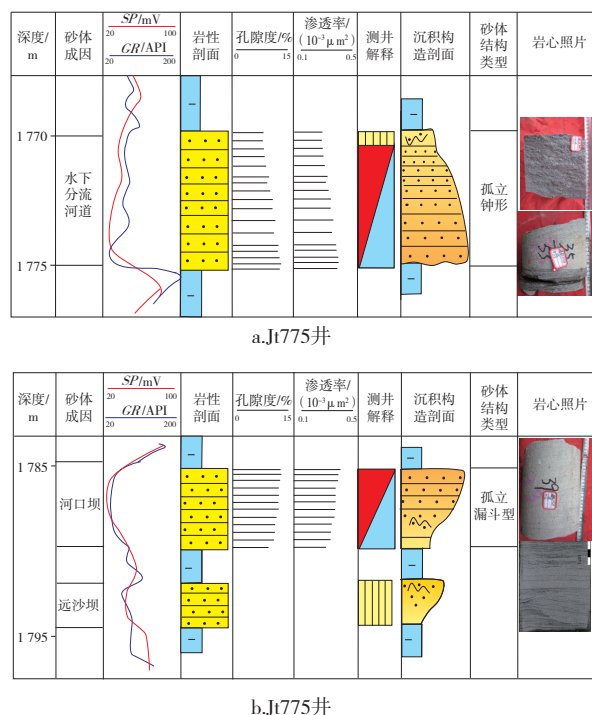 深度/
m
砂体
成因
SP/mV
20 100
GR/API
20 200
岩性
剖面
孔隙度/%
0 15
渗透率/
(10⁻³μm²)
0.1 0.5
测井
解释
沉积构
造剖面
砂体
结构
类型
岩心照片
1 770
水下
分流
河道
孤立
钟形
1 775
a.Jt775井
深度/
m
砂体
成因
SP/mV
20 100
GR/API
20 200
岩性
剖面
孔隙度/%
0 15
渗透率/
(10⁻³μm²)
0.1 0.5
测井
解释
沉积构
造剖面
砂体
结构
类型
岩心照片
1 785
河口坝
孤立
漏斗型
远沙坝
1 795
b.Jt775井